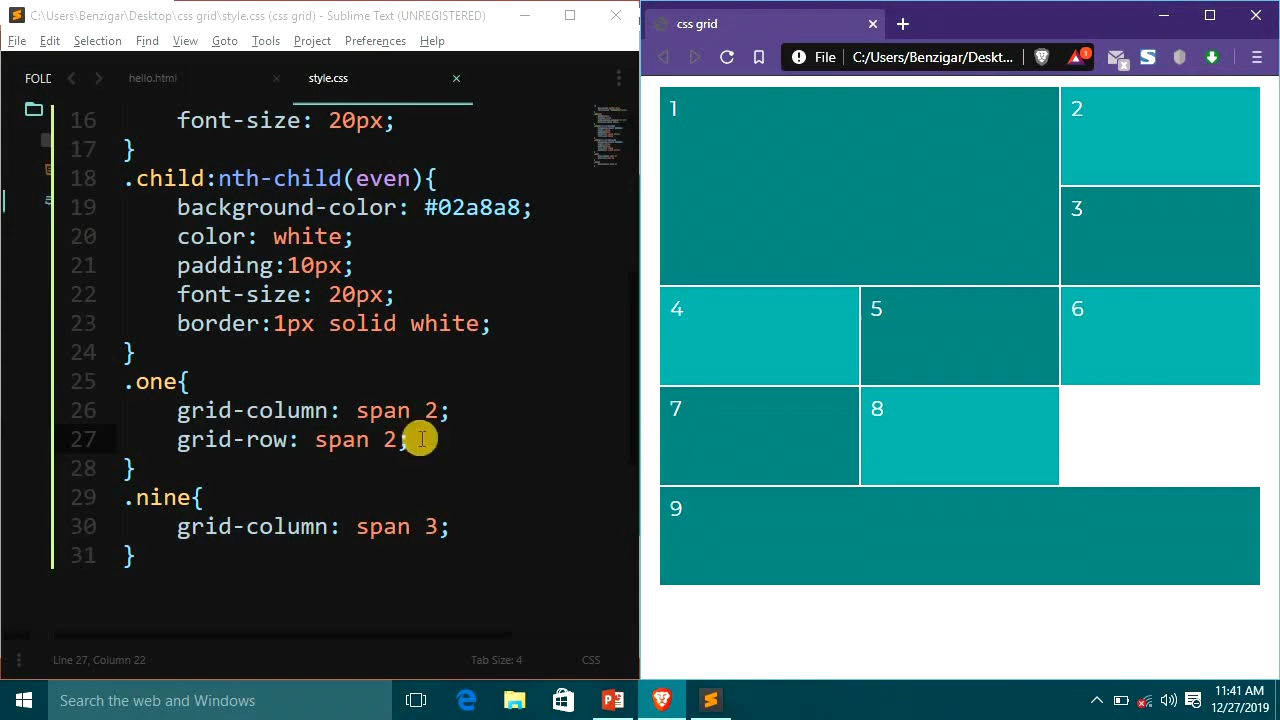 C:\Users\Benzigar\Desktop\css grid\style.css (css grid) - Sublime Text (UNREGISTERED)
File Edit Selection Find View Goto Tools Project Preferences Help
FOLD
hello.html
style.css
16 font-size: 20px;
17 }
18 .child:nth-child(even){
19 background-color: #02a8a8;
20 color: white;
21 padding:10px;
22 font-size: 20px;
23 border:1px solid white;
24 }
25 .one{
26 grid-column: span 2;
27 grid-row: span 2;
28 }
29 .nine{
30 grid-column: span 3;
31 }
Line 27, Column 22
Tab Size: 4
CSS
css grid
File
C:/Users/Benzigar/Deskt...
1
1
2
3
4
5
6
7
8
9
Search the web and Windows
11:41 AM
12/27/2019